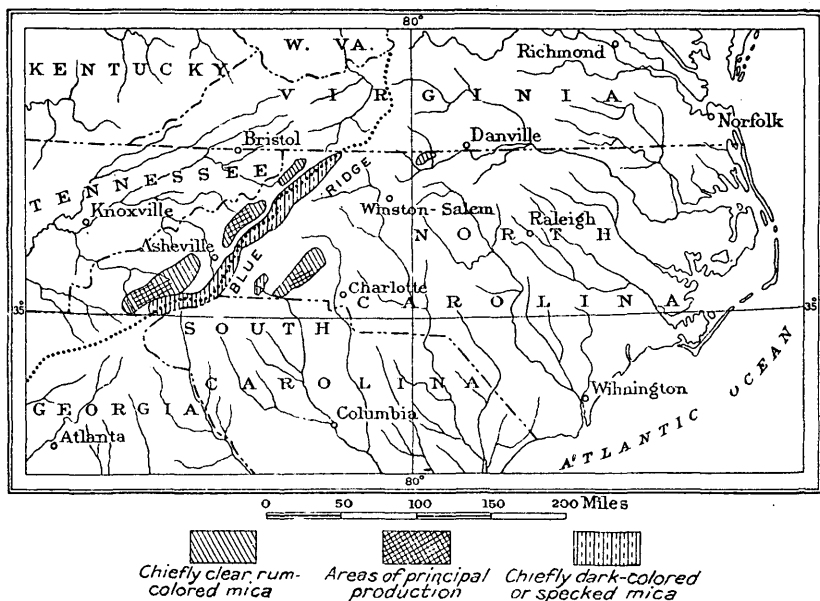 80°
W. VA.
KENTUCKY
Richmond
VIRGINIA
Norfolk
Bristol
Danville
TENNESSEE
RIDGE
Knoxville
Winston-Salem
Raleigh
Asheville
NORTH
BLUE
Charlotte
CAROLINA
35°
35°
SOUTH
CAROLINA
Wilmington
GEORGIA
Columbia
Atlanta
ATLANTIC OCEAN
80°
0 50 100 150 200 Miles
Chiefly clear, rum-
colored mica
Areas of principal
production
Chiefly dark-colored
or specked mica